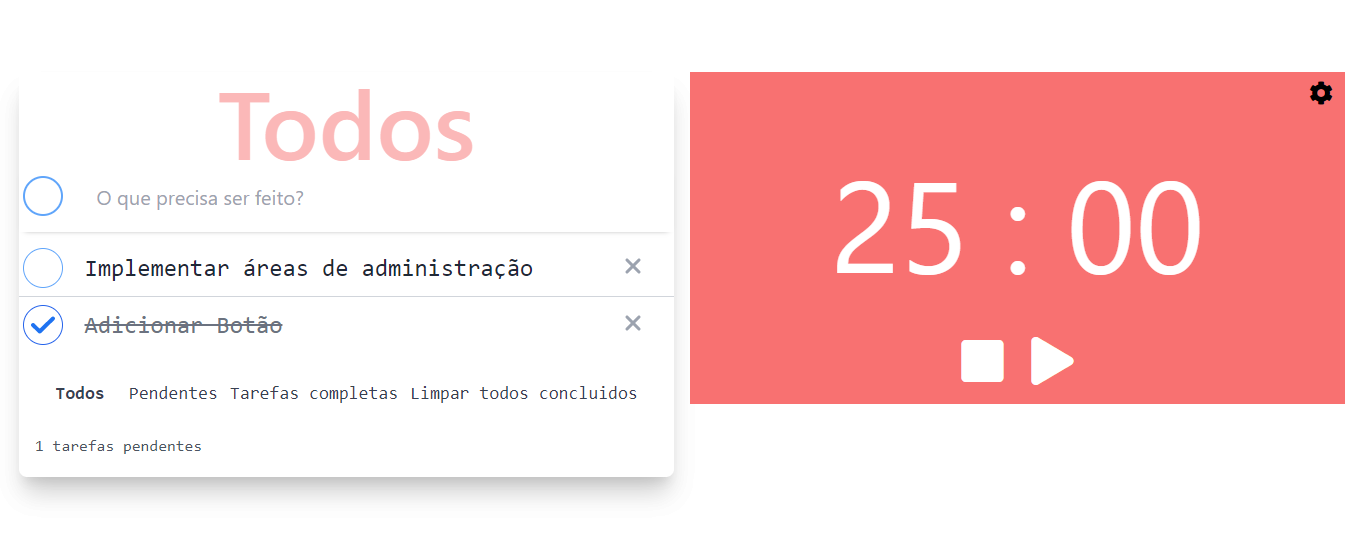 Todos
O que precisa ser feito?
Implementar áreas de administração
Adicionar Botão
Todos Pendentes Tarefas completas Limpar todos concluidos
1 tarefas pendentes
25 : 00